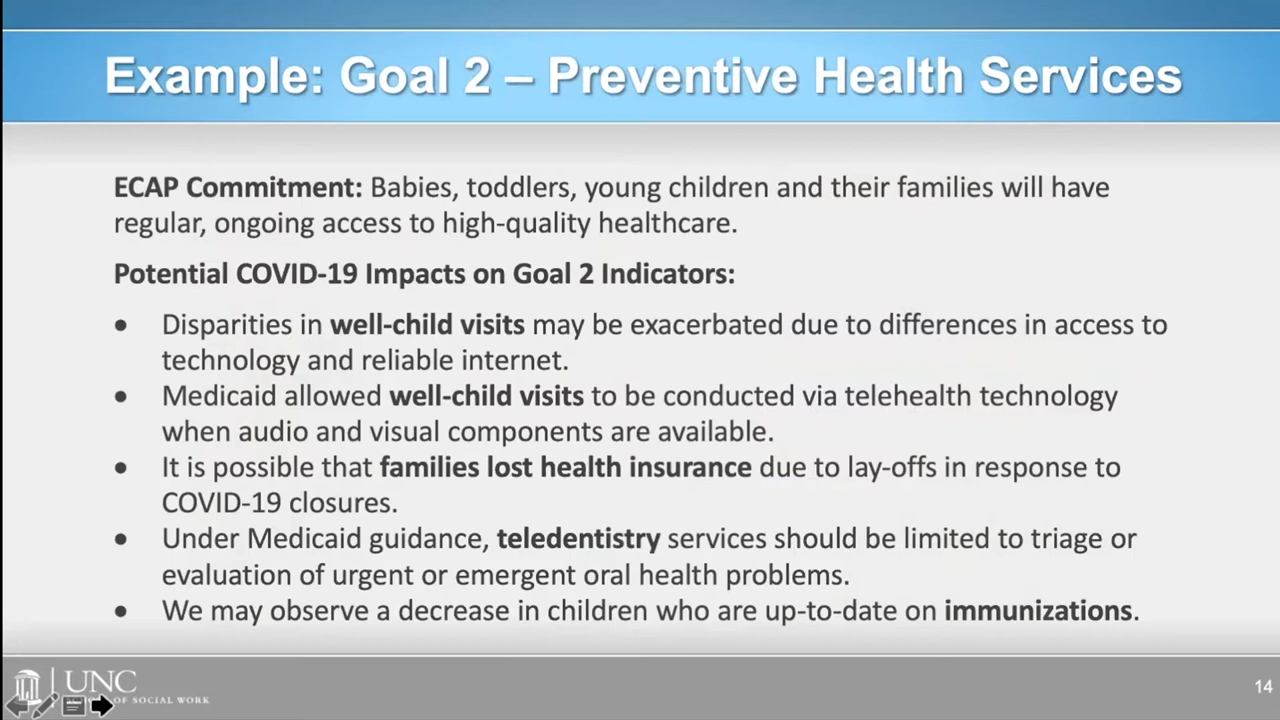 Example: Goal 2 – Preventive Health Services
ECAP Commitment: Babies, toddlers, young children and their families will have
regular, ongoing access to high-quality healthcare.
Potential COVID-19 Impacts on Goal 2 Indicators:
• Disparities in well-child visits may be exacerbated due to differences in access to
technology and reliable internet.
• Medicaid allowed well-child visits to be conducted via telehealth technology
when audio and visual components are available.
• It is possible that families lost health insurance due to lay-offs in response to
COVID-19 closures.
• Under Medicaid guidance, teledentistry services should be limited to triage or
evaluation of urgent or emergent oral health problems.
• We may observe a decrease in children who are up-to-date on immunizations.
UNC
OF SOCIAL WORK
14